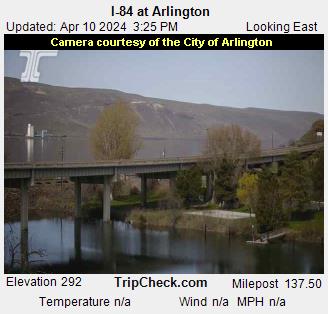 I-84 at Arlington
Updated: Apr 10 2024 3:25 PM Looking East
Camera courtesy of the City of Arlington
Elevation 292 TripCheck.com Milepost 137.50
Temperature n/a Wind n/a MPH n/a